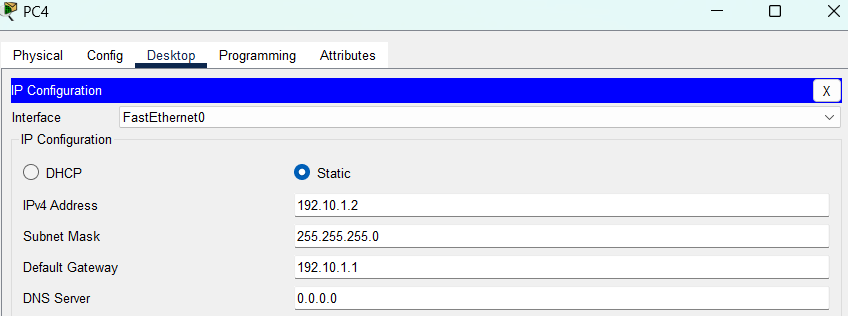 PC4
Physical Config Desktop Programming Attributes
IP Configuration X
Interface FastEthernet0
IP Configuration
DHCP Static
IPv4 Address 192.10.1.2
Subnet Mask 255.255.255.0
Default Gateway 192.10.1.1
DNS Server 0.0.0.0